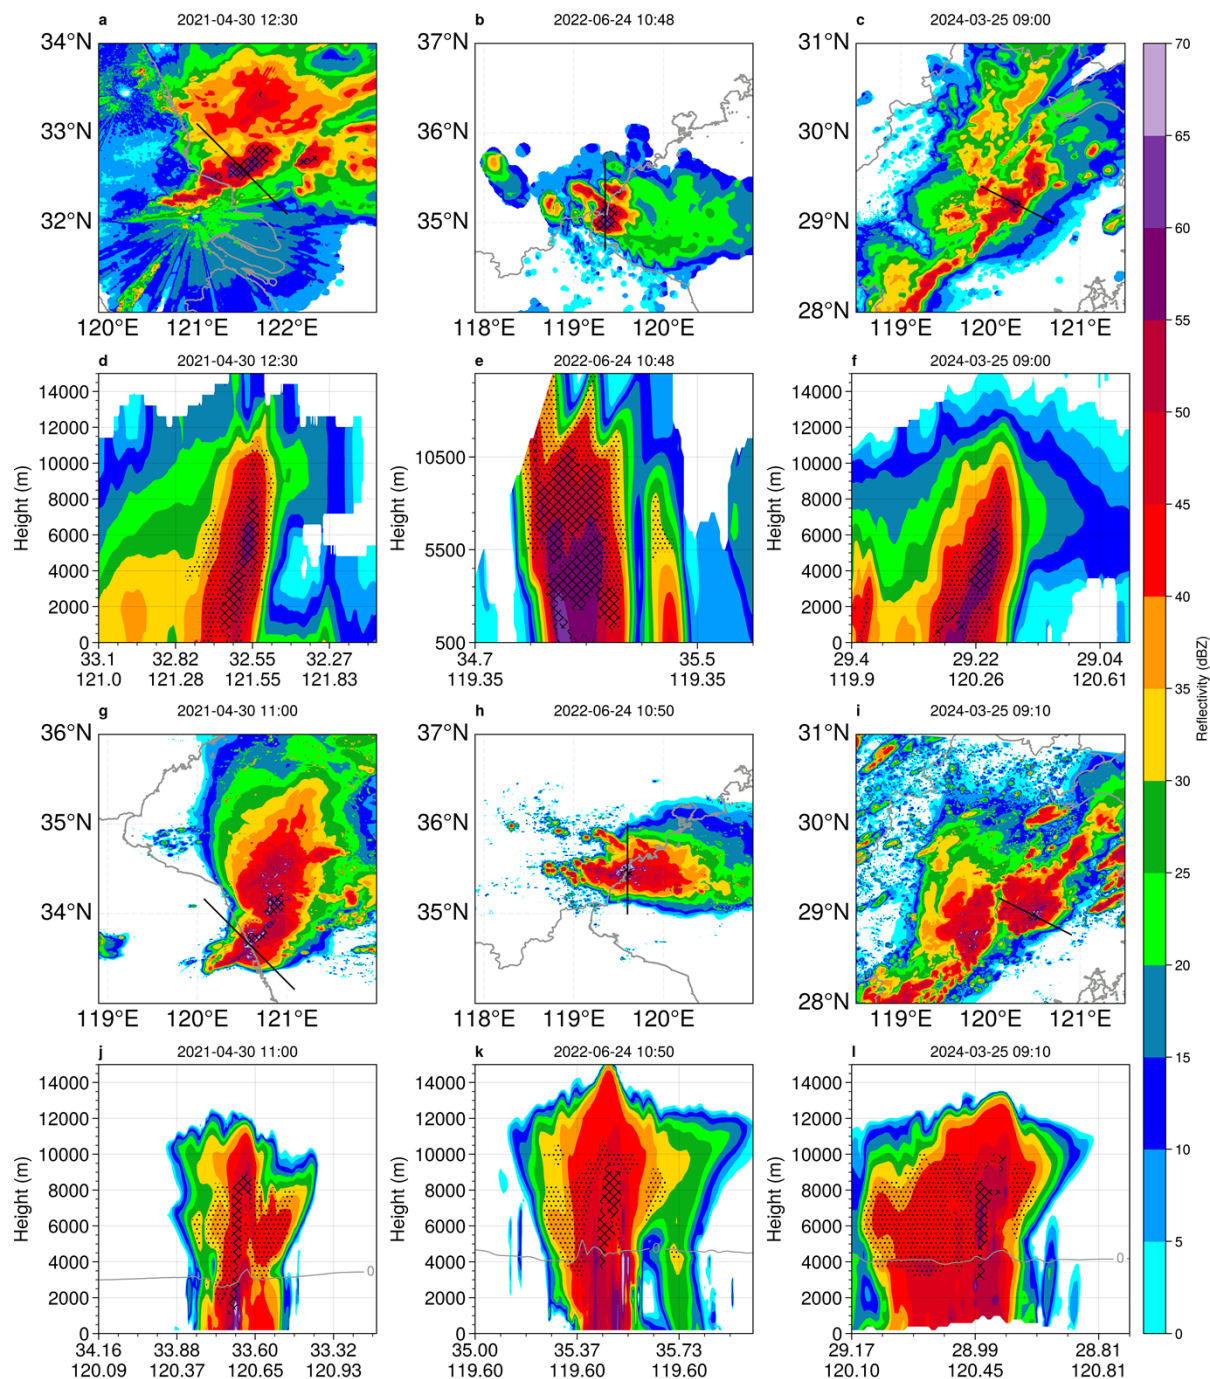 a 2021-04-30 12:30
b 2022-06-24 10:48
c 2024-03-25 09:00
34°N
33°N
32°N
120°E 121°E 122°E
37°N
36°N
35°N
118°E 119°E 120°E
31°N
30°N
29°N
28°N
119°E 120°E 121°E
d 2021-04-30 12:30
e 2022-06-24 10:48
f 2024-03-25 09:00
Height (m)
14000
12000
10000
8000
6000
4000
2000
0
33.1 32.82 32.55 32.27
121.0 121.28 121.55 121.83
Height (m)
10500
5500
500
34.7 35.5
119.35 119.35
Height (m)
14000
12000
10000
8000
6000
4000
2000
0
29.4 29.22 29.04
119.9 120.26 120.61
g 2021-04-30 11:00
h 2022-06-24 10:50
i 2024-03-25 09:10
36°N
35°N
34°N
119°E 120°E 121°E
37°N
36°N
35°N
118°E 119°E 120°E
31°N
30°N
29°N
28°N
119°E 120°E 121°E
j 2021-04-30 11:00
k 2022-06-24 10:50
l 2024-03-25 09:10
Height (m)
14000
12000
10000
8000
6000
4000
2000
0
0
34.16 33.88 33.60 33.32
120.09 120.37 120.65 120.93
Height (m)
14000
12000
10000
8000
6000
4000
2000
0
0
35.00 35.37 35.73
119.60 119.60 119.60
Height (m)
14000
12000
10000
8000
6000
4000
2000
0
0
29.17 28.99 28.81
120.10 120.45 120.81
70
65
60
55
50
45
40
35
30
25
20
15
10
5
0
Reflectivity (dBZ)